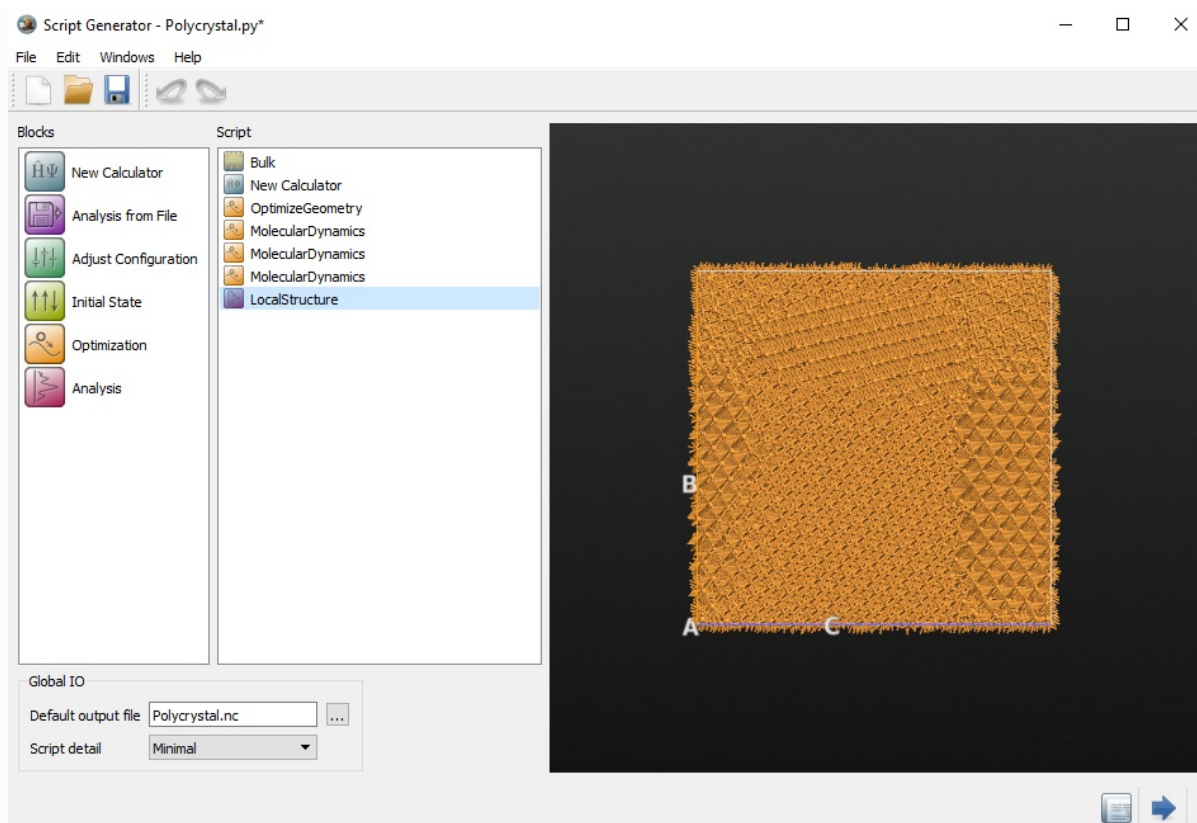 Script Generator - Polycrystal.py*
File Edit Windows Help
Blocks
New Calculator
Analysis from File
Adjust Configuration
Initial State
Optimization
Analysis
Script
Bulk
New Calculator
OptimizeGeometry
MolecularDynamics
MolecularDynamics
MolecularDynamics
LocalStructure
B
A C
Global IO
Default output file Polycrystal.nc ...
Script detail Minimal